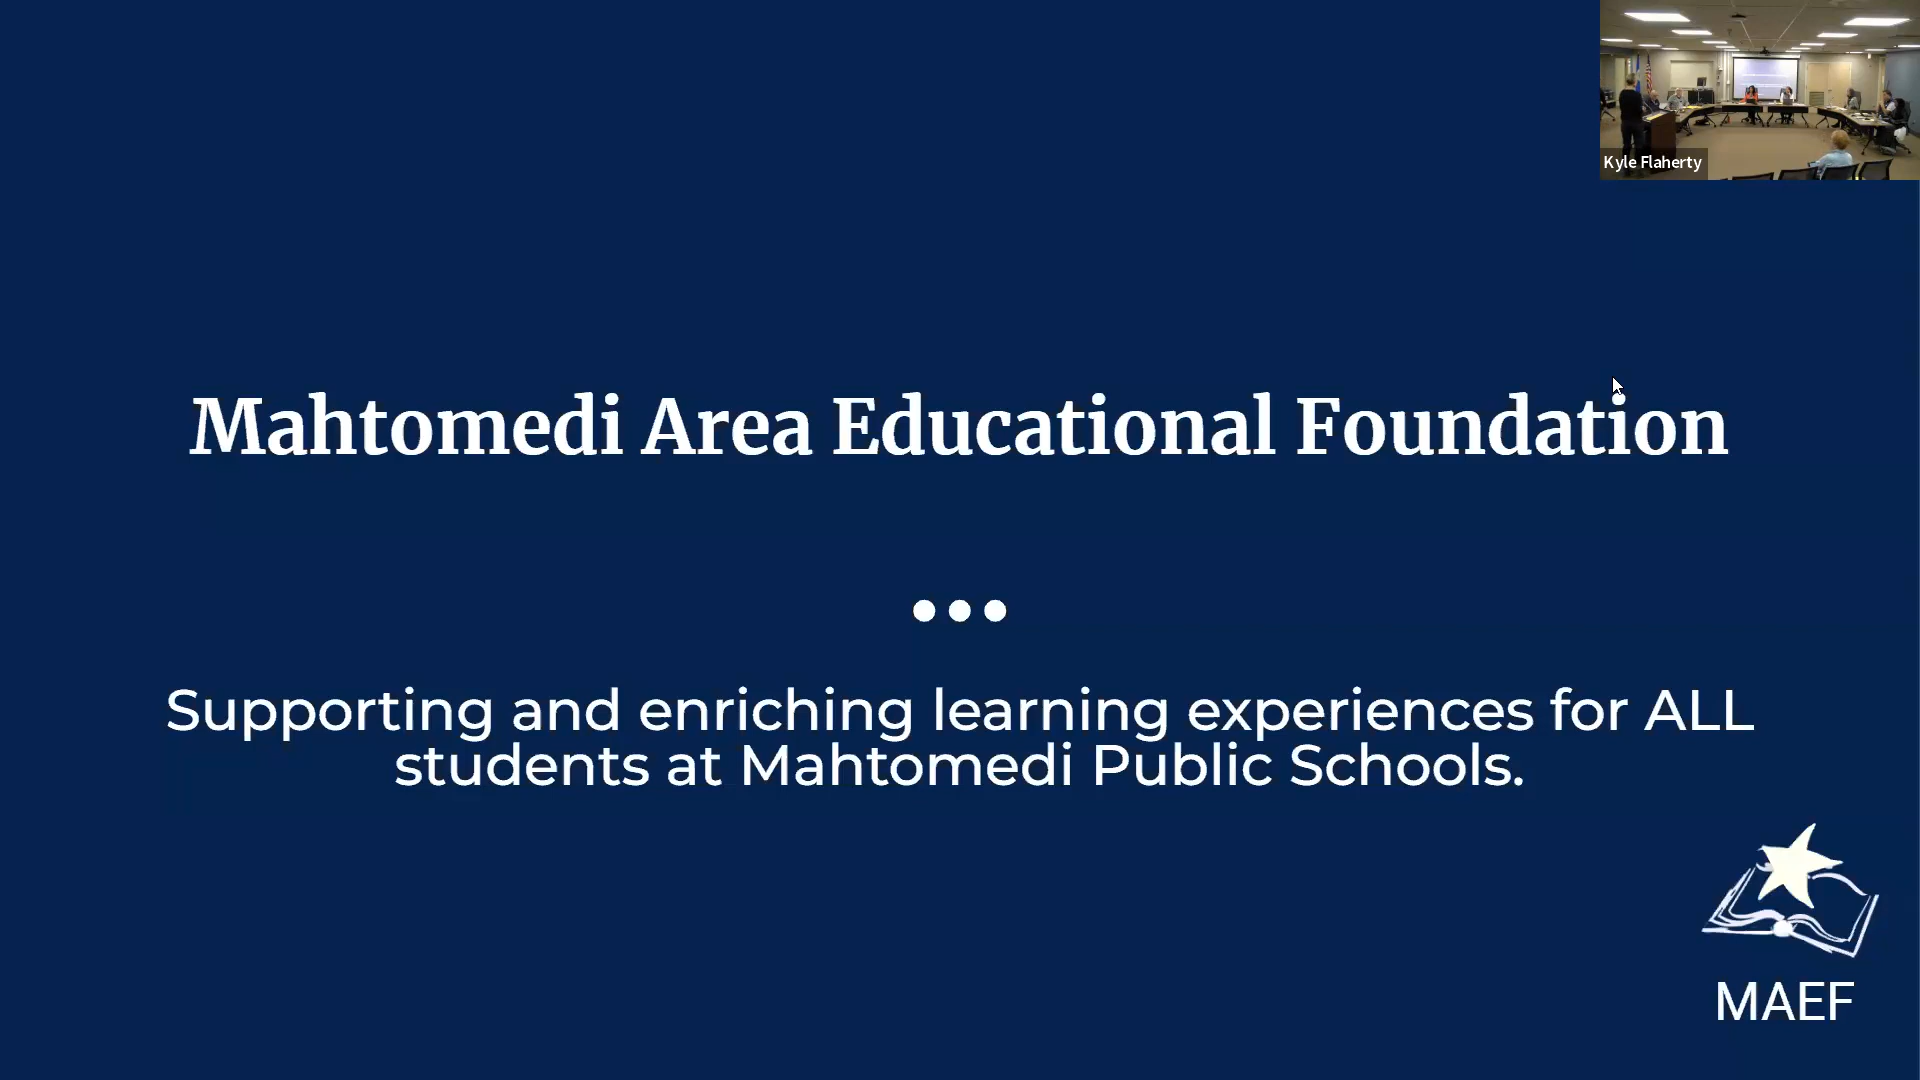 Kyle Flaherty
Mahtomedi Area Educational Foundation
Supporting and enriching learning experiences for ALL
students at Mahtomedi Public Schools.
MAEF